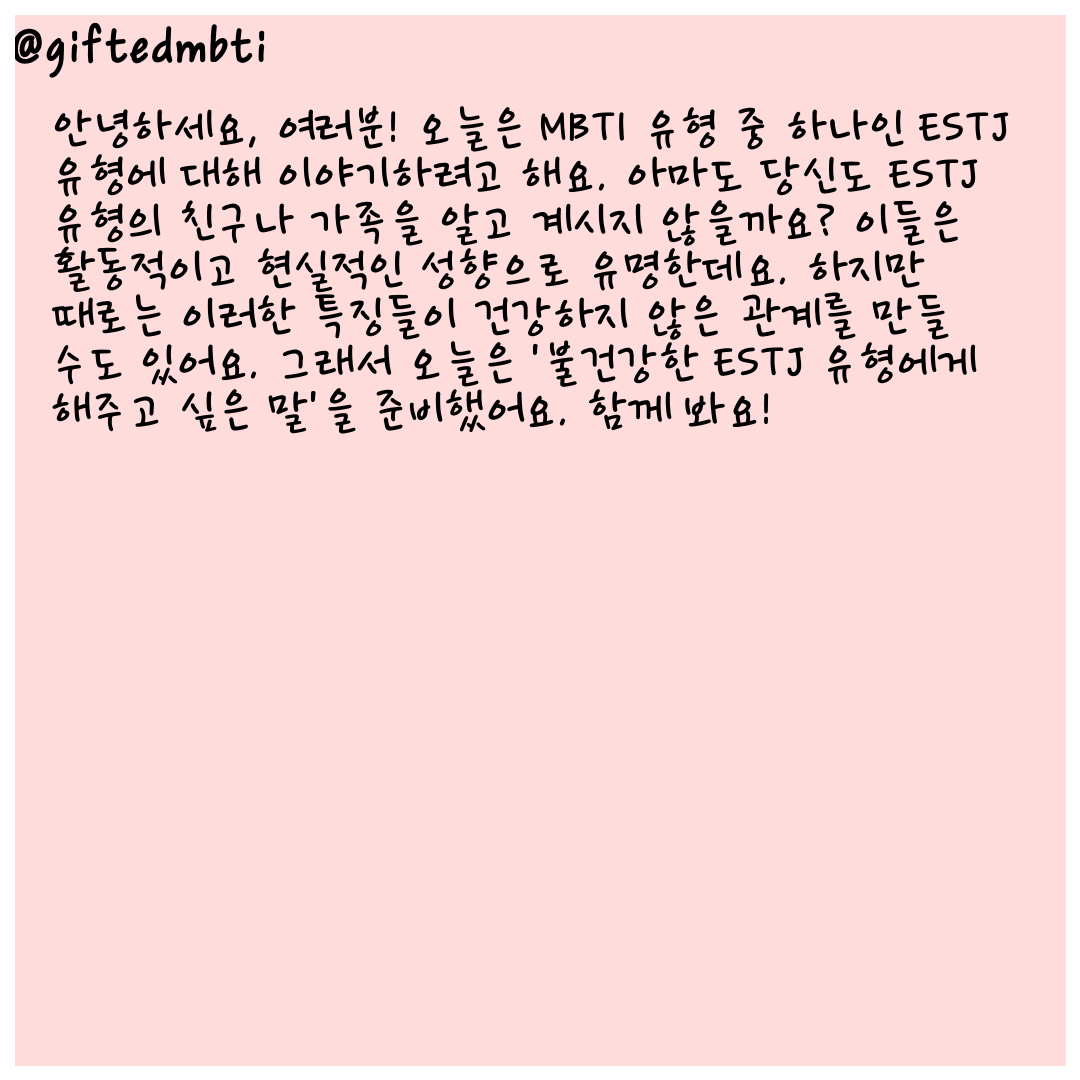 @giftedmbti
안녕하세요, 여러분! 오늘은 MBTI 유형 중 하나인 ESTJ
유형에 대해 이야기하려고 해요. 아마도 당신도 ESTJ
유형의 친구나 가족을 알고 계시지 않을까요? 이들은
활동적이고 현실적인 성향으로 유명한데요. 하지만
때로는 이러한 특징들이 건강하지 않은 관계를 만들
수도 있어요. 그래서 오늘은 '불건강한 ESTJ 유형에게
해주고 싶은 말'을 준비했어요. 함께 봐요!